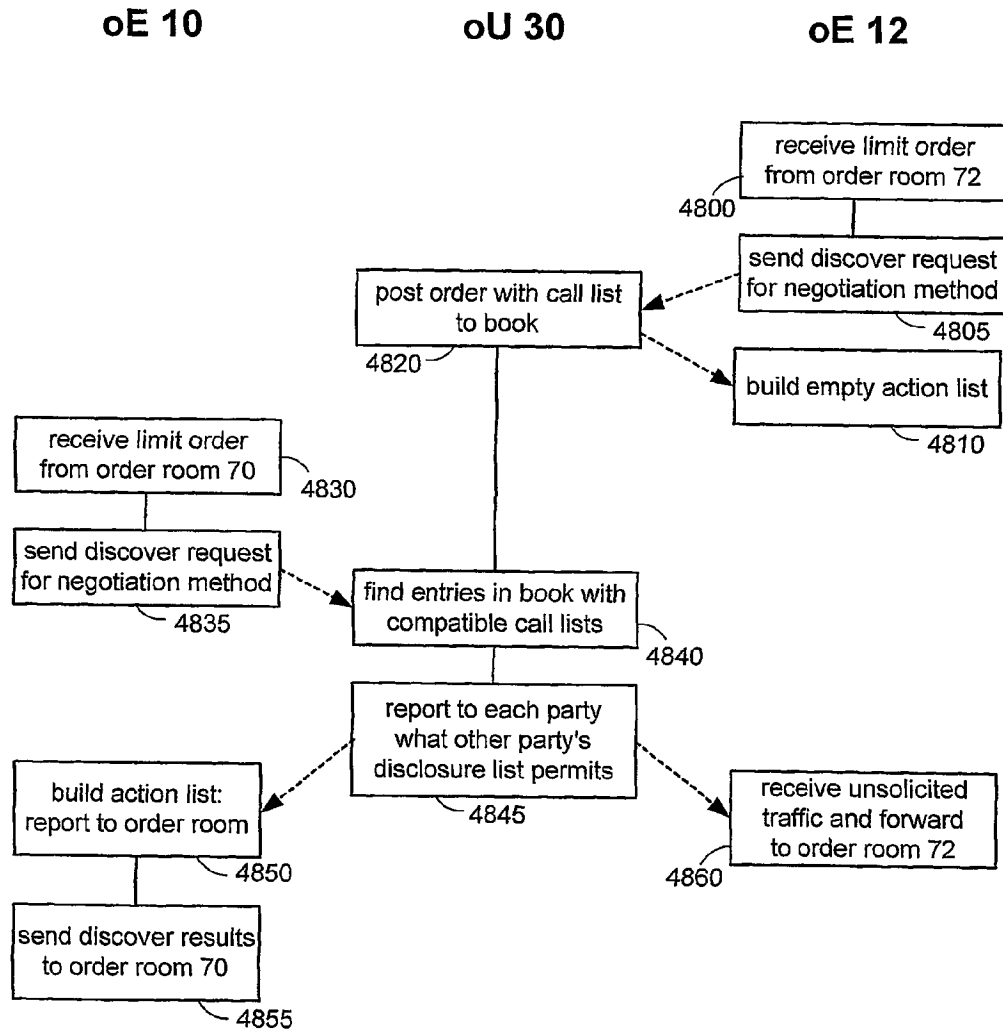 oE 10
oU 30
oE 12
receive limit order
from order room 72
4800
send discover request
for negotiation method
4805
post order with call list
to book
4820
build empty action list
4810
receive limit order
from order room 70
4830
send discover request
for negotiation method
4835
find entries in book with
compatible call lists
4840
report to each party
what other party's
disclosure list permits
4845
build action list:
report to order room
4850
receive unsolicited
traffic and forward
to order room 72
4860
send discover results
to order room 70
4855